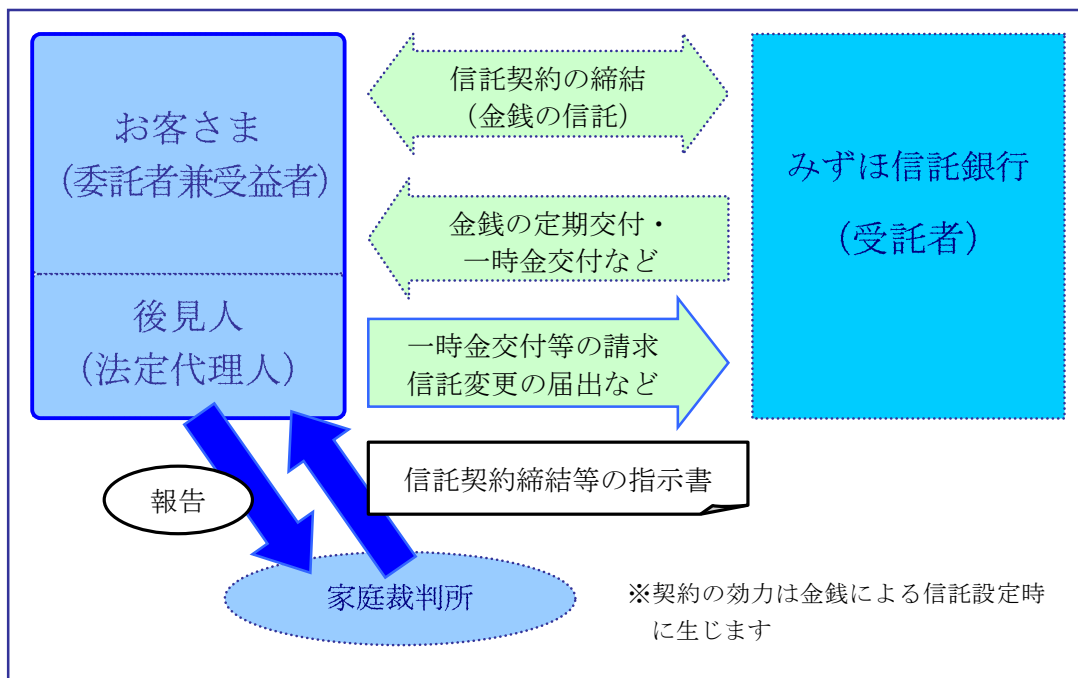 お客さま
（委託者兼受益者）
後見人
（法定代理人）
信託契約の締結
（金銭の信託）
金銭の定期交付・
一時金交付など
一時金交付等の請求
信託変更の届出など
みずほ信託銀行
（受託者）
報告
信託契約締結等の指示書
家庭裁判所
※契約の効力は金銭による信託設定時
に生じます